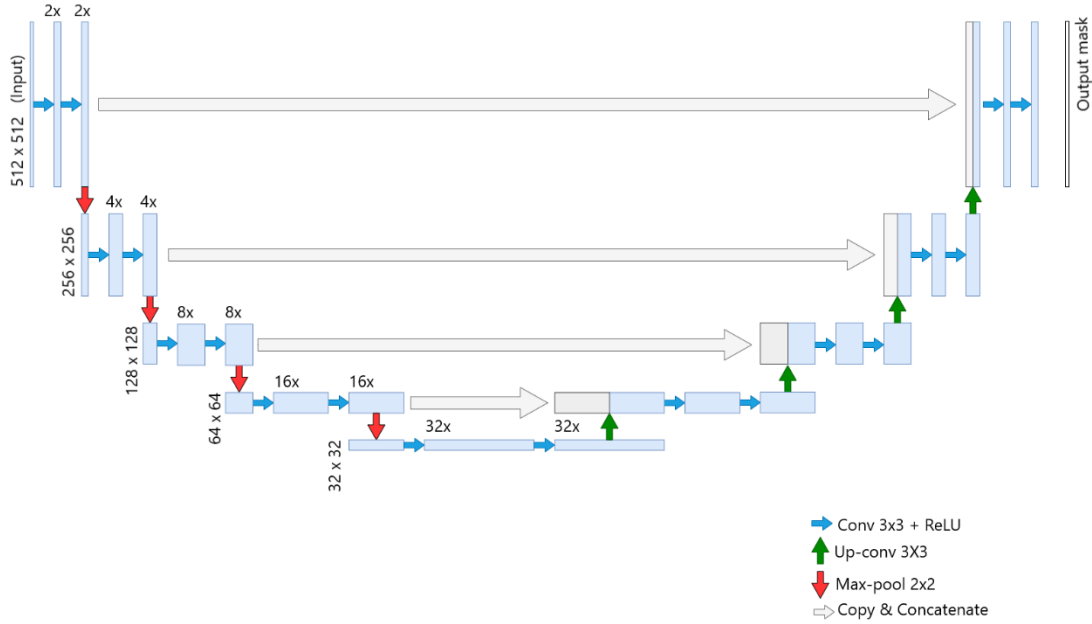 2x
2x
512 x 512 (Input)
Output mask
4x
4x
256 x 256
8x
8x
128 x 128
16x
16x
64 x 64
32x
32x
32 x 32
Conv 3x3 + ReLU
Up-conv 3X3
Max-pool 2x2
Copy & Concatenate